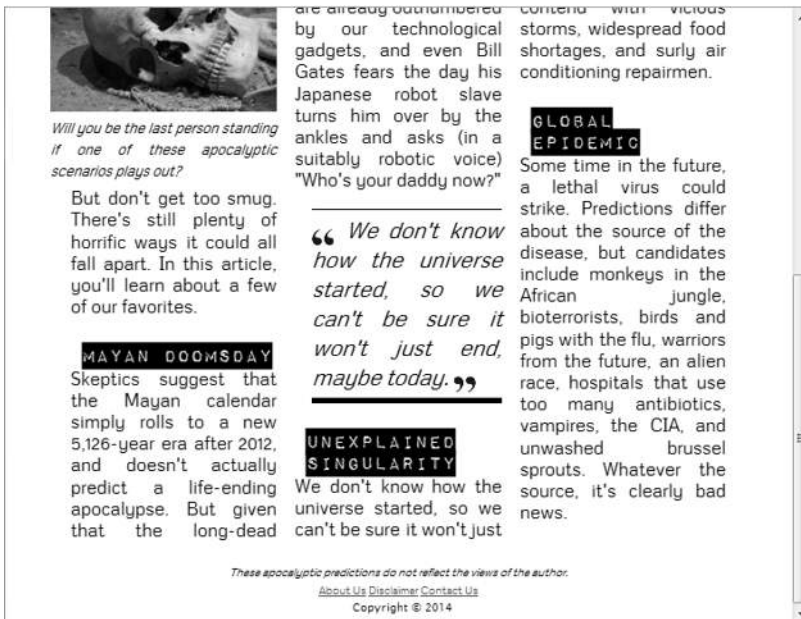 Will you be the last person standing
if one of these apocalyptic
scenarios plays out?
But don't get too smug.
There's still plenty of
horrific ways it could all
fall apart. In this article,
you'll learn about a few
of our favorites.
MAYAN DOOMSDAY
Skeptics suggest that
the Mayan calendar
simply rolls to a new
5,126-year era after 2012,
and doesn't actually
predict a life-ending
apocalypse. But given
that the long-dead
are already outnumbered
by our technological
gadgets, and even Bill
Gates fears the day his
Japanese robot slave
turns him over by the
ankles and asks (in a
suitably robotic voice)
"Who's your daddy now?"
“ We don't know
how the universe
started, so we
can't be sure it
won't just end,
maybe today. ”
UNEXPLAINED
SINGULARITY
We don't know how the
universe started, so we
can't be sure it won't just
contend with vicious
storms, widespread food
shortages, and surly air
conditioning repairmen.
GLOBAL
EPIDEMIC
Some time in the future,
a lethal virus could
strike. Predictions differ
about the source of the
disease, but candidates
include monkeys in the
African jungle,
bioterrorists, birds and
pigs with the flu, warriors
from the future, an alien
race, hospitals that use
too many antibiotics,
vampires, the CIA, and
unwashed brussel
sprouts. Whatever the
source, it's clearly bad
news.
These apocalyptic predictions do not reflect the views of the author.
About Us Disclaimer Contact Us
Copyright © 2014